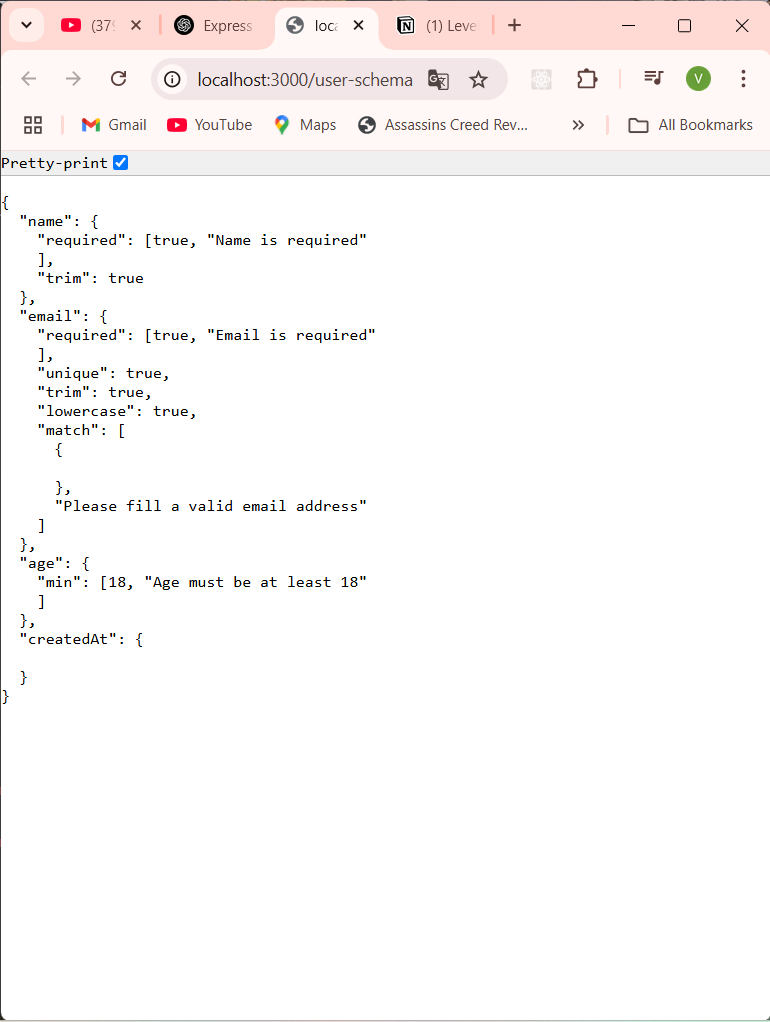 (379
Express
loca
(1) Leve
localhost:3000/user-schema
V
Gmail
YouTube
Maps
Assassins Creed Rev...
All Bookmarks
Pretty-print
{
  "name": {
    "required": [true, "Name is required"
    ],
    "trim": true
  },
  "email": {
    "required": [true, "Email is required"
    ],
    "unique": true,
    "trim": true,
    "lowercase": true,
    "match": [
      {
      },
      "Please fill a valid email address"
    ]
  },
  "age": {
    "min": [18, "Age must be at least 18"
    ]
  },
  "createdAt": {
  }
}